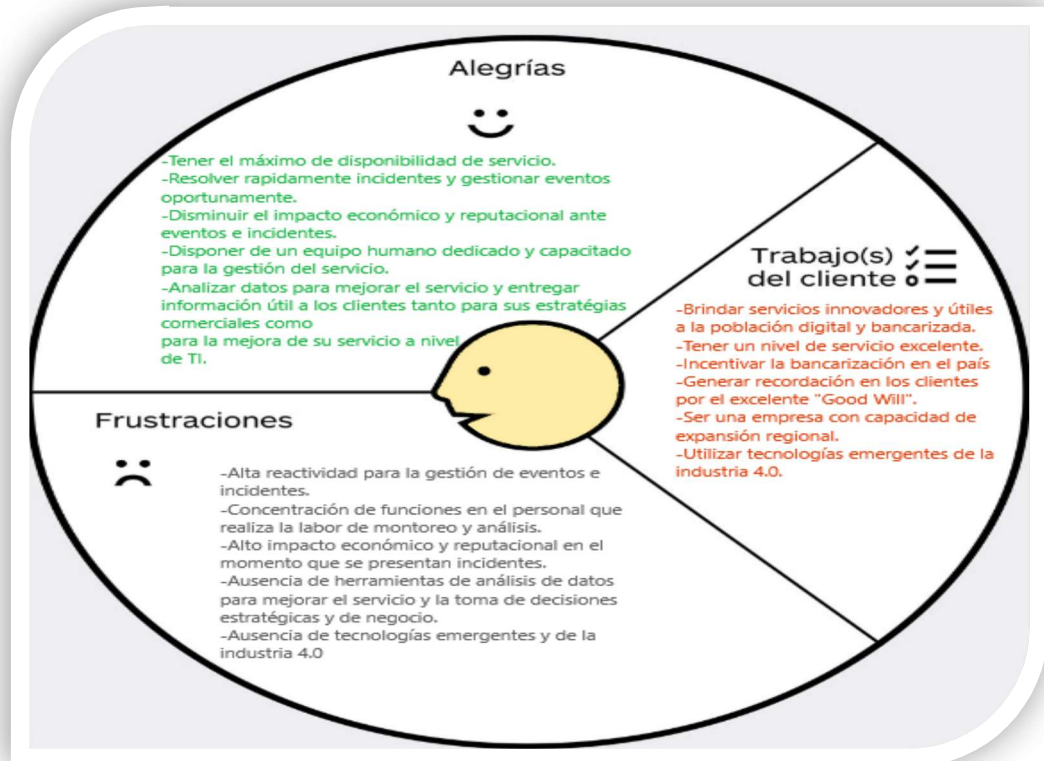 Alegrías
-Tener el máximo de disponibilidad de servicio.
-Resolver rapidamente incidentes y gestionar eventos
oportunamente.
-Disminuir el impacto económico y reputacional ante
eventos e incidentes.
-Disponer de un equipo humano dedicado y capacitado
para la gestión del servicio.
-Analizar datos para mejorar el servicio y entregar
información útil a los clientes tanto para sus estratégias
comerciales como
para la mejora de su servicio a nivel
de TI.
Trabajo(s)
del cliente
-Brindar servicios innovadores y útiles
a la población digital y bancarizada.
-Tener un nivel de servicio excelente.
-Incentivar la bancarización en el país
-Generar recordación en los clientes
por el excelente "Good Will".
-Ser una empresa con capacidad de
expansión regional.
-Utilizar tecnologías emergentes de la
industria 4.0.
Frustraciones
-Alta reactividad para la gestión de eventos e
incidentes.
-Concentración de funciones en el personal que
realiza la labor de montoreo y análisis.
-Alto impacto económico y reputacional en el
momento que se presentan incidentes.
-Ausencia de herramientas de análisis de datos
para mejorar el servicio y la toma de decisiones
estratégicas y de negocio.
-Ausencia de tecnologías emergentes y de la
industria 4.0